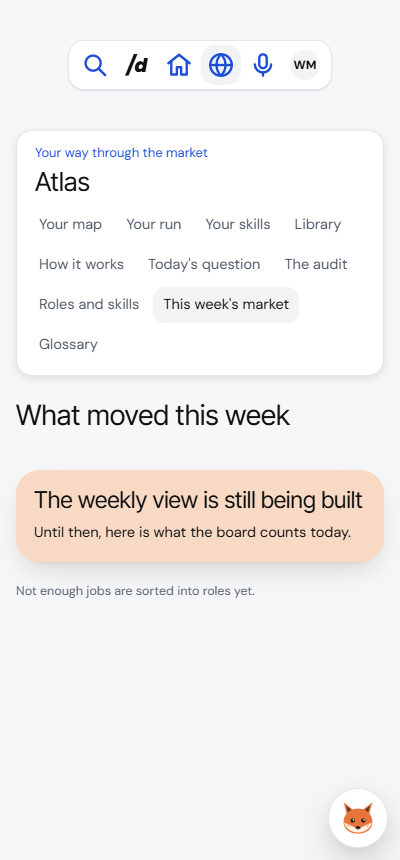 /d
WM
Your way through the market
Atlas
Your map Your run Your skills Library
How it works Today's question The audit
Roles and skills This week's market
Glossary
What moved this week
The weekly view is still being built
Until then, here is what the board counts today.
Not enough jobs are sorted into roles yet.